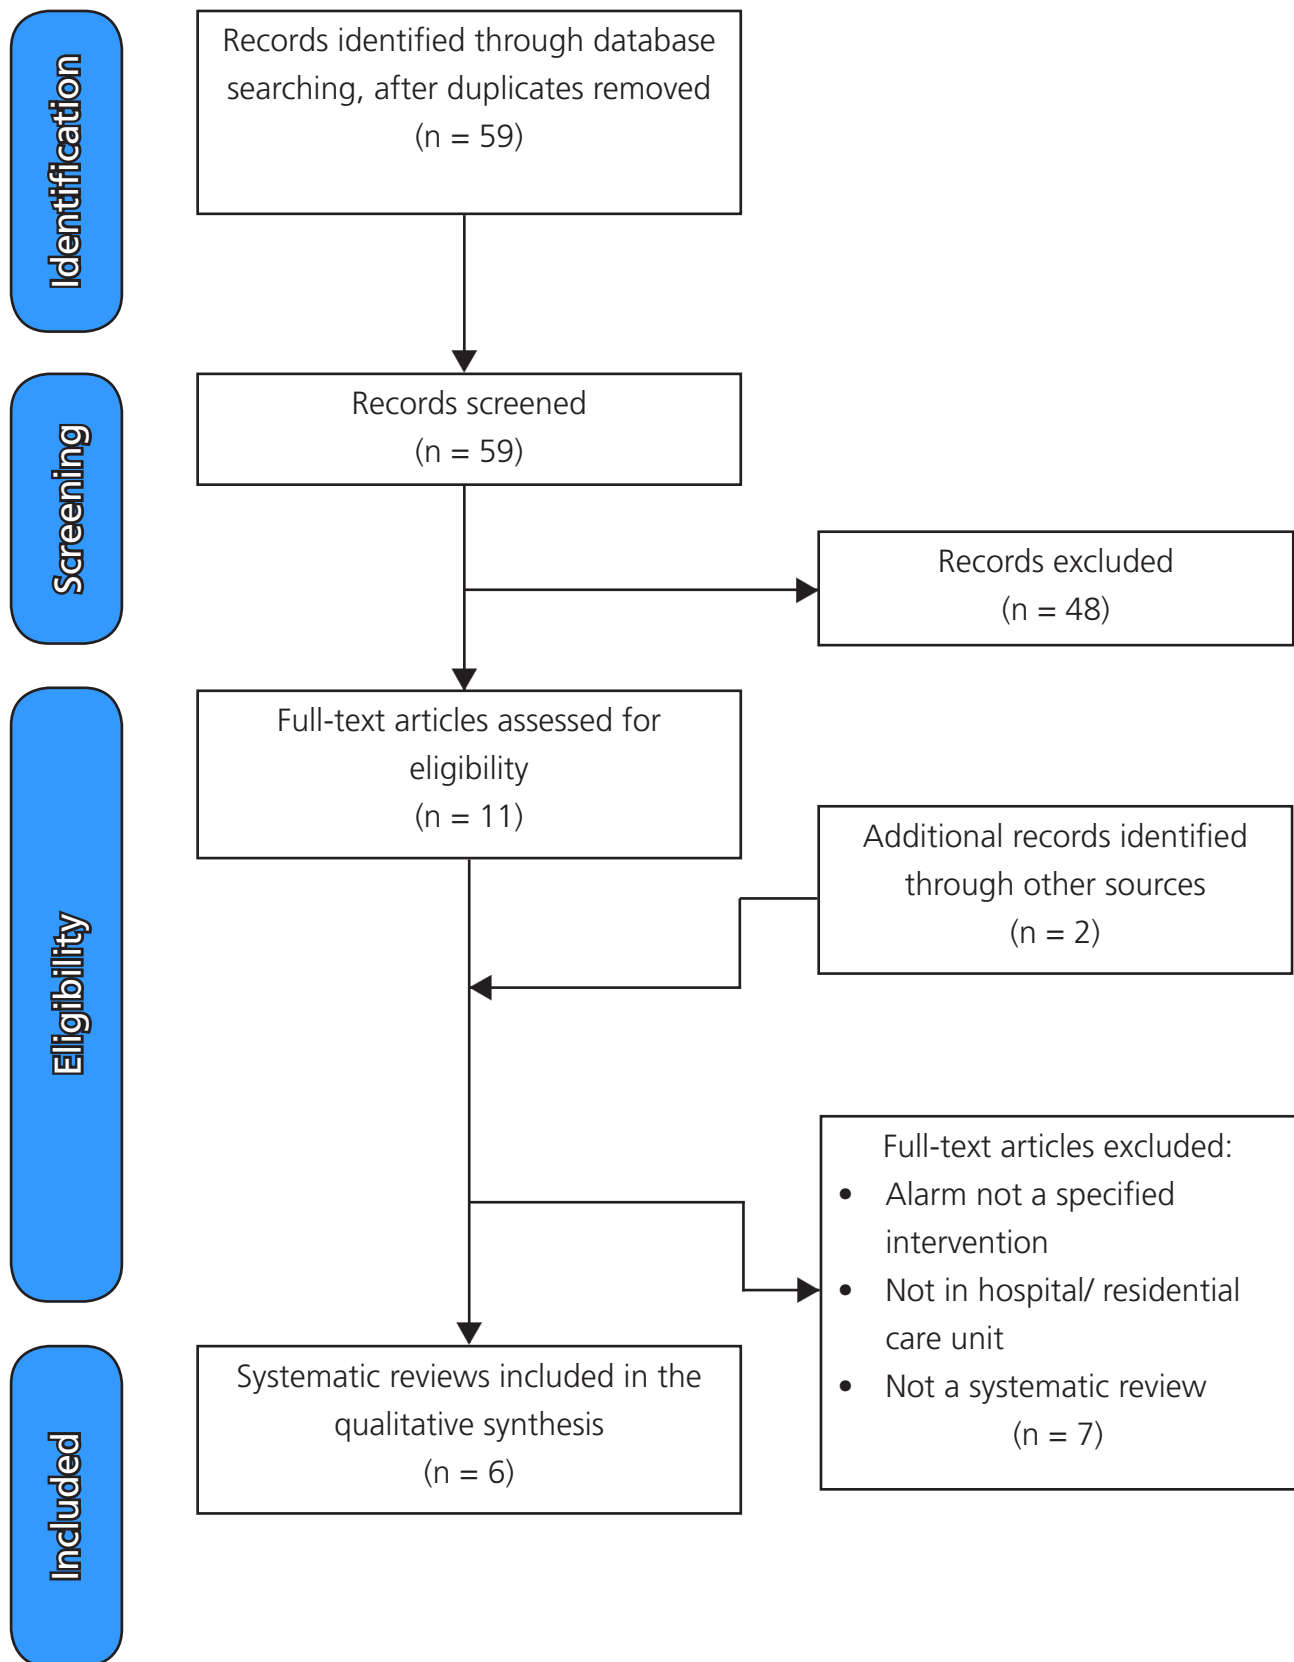 Identification
Records identified through database
searching, after duplicates removed
(n = 59)
Screening
Records screened
(n = 59)
Records excluded
(n = 48)
Eligibility
Full-text articles assessed for
eligibility
(n = 11)
Additional records identified
through other sources
(n = 2)
Full-text articles excluded:
• Alarm not a specified
intervention
• Not in hospital/ residential
care unit
• Not a systematic review
(n = 7)
Included
Systematic reviews included in the
qualitative synthesis
(n = 6)